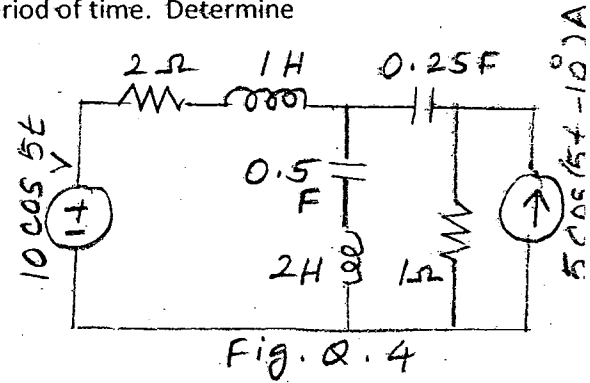 riod of time. Determine
2 Ω 1 H 0.25F
10 cos 5t V
0.5
F
2H
1Ω
5 cos (5t-10°) A
Fig. Q. 4